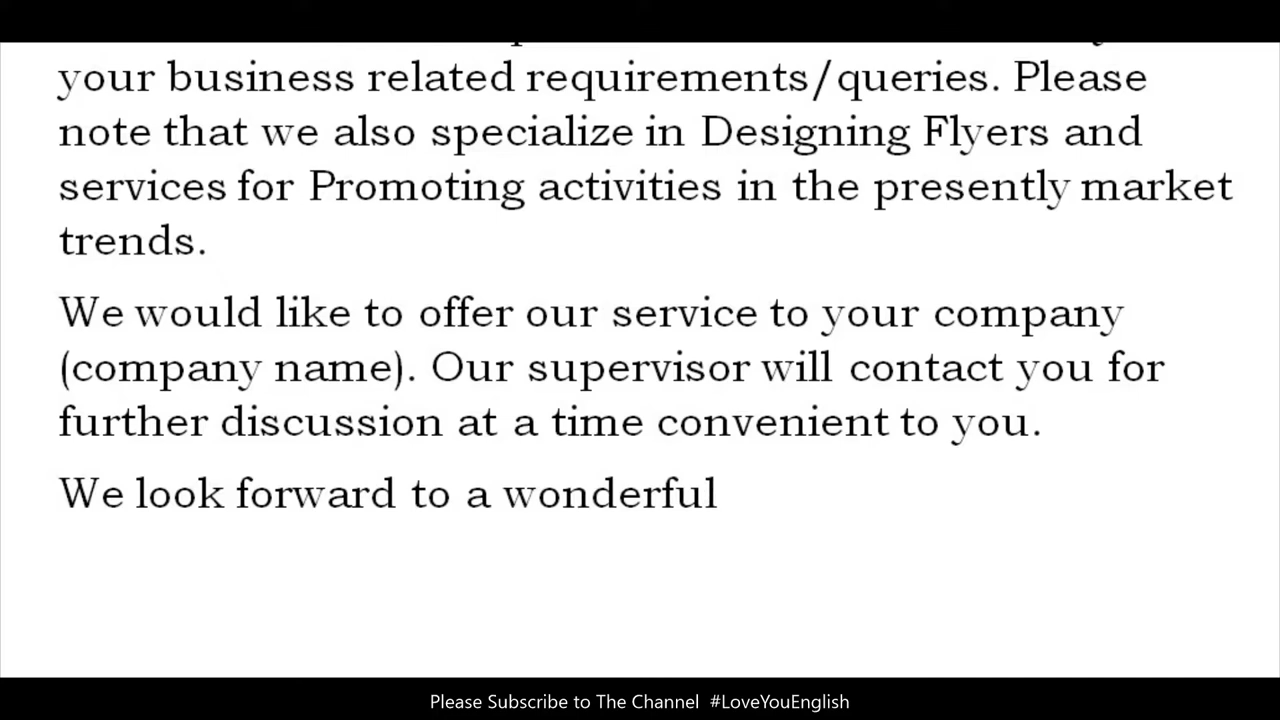 your business related requirements/queries. Please
note that we also specialize in Designing Flyers and
services for Promoting activities in the presently market
trends.
We would like to offer our service to your company
(company name). Our supervisor will contact you for
further discussion at a time convenient to you.
We look forward to a wonderful
Please Subscribe to The Channel #LoveYouEnglish